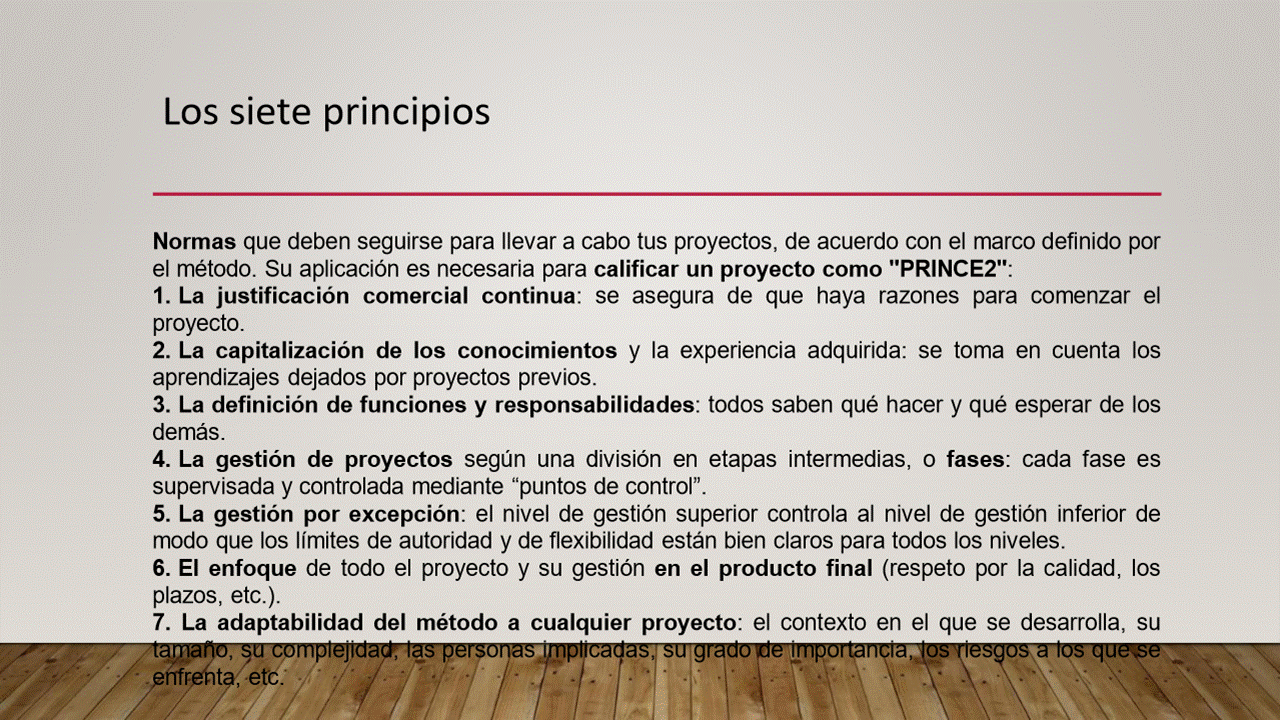 Los siete principios
Normas que deben seguirse para llevar a cabo tus proyectos, de acuerdo con el marco definido por
el método. Su aplicación es necesaria para calificar un proyecto como "PRINCE2":
1. La justificación comercial continua: se asegura de que haya razones para comenzar el
proyecto.
2. La capitalización de los conocimientos y la experiencia adquirida: se toma en cuenta los
aprendizajes dejados por proyectos previos.
3. La definición de funciones y responsabilidades: todos saben qué hacer y qué esperar de los
demás.
4. La gestión de proyectos según una división en etapas intermedias, o fases: cada fase es
supervisada y controlada mediante “puntos de control”.
5. La gestión por excepción: el nivel de gestión superior controla al nivel de gestión inferior de
modo que los límites de autoridad y de flexibilidad están bien claros para todos los niveles.
6. El enfoque de todo el proyecto y su gestión en el producto final (respeto por la calidad, los
plazos, etc.).
7. La adaptabilidad del método a cualquier proyecto: el contexto en el que se desarrolla, su
tamaño, su complejidad, las personas implicadas, su grado de importancia, los riesgos a los que se
enfrenta, etc.